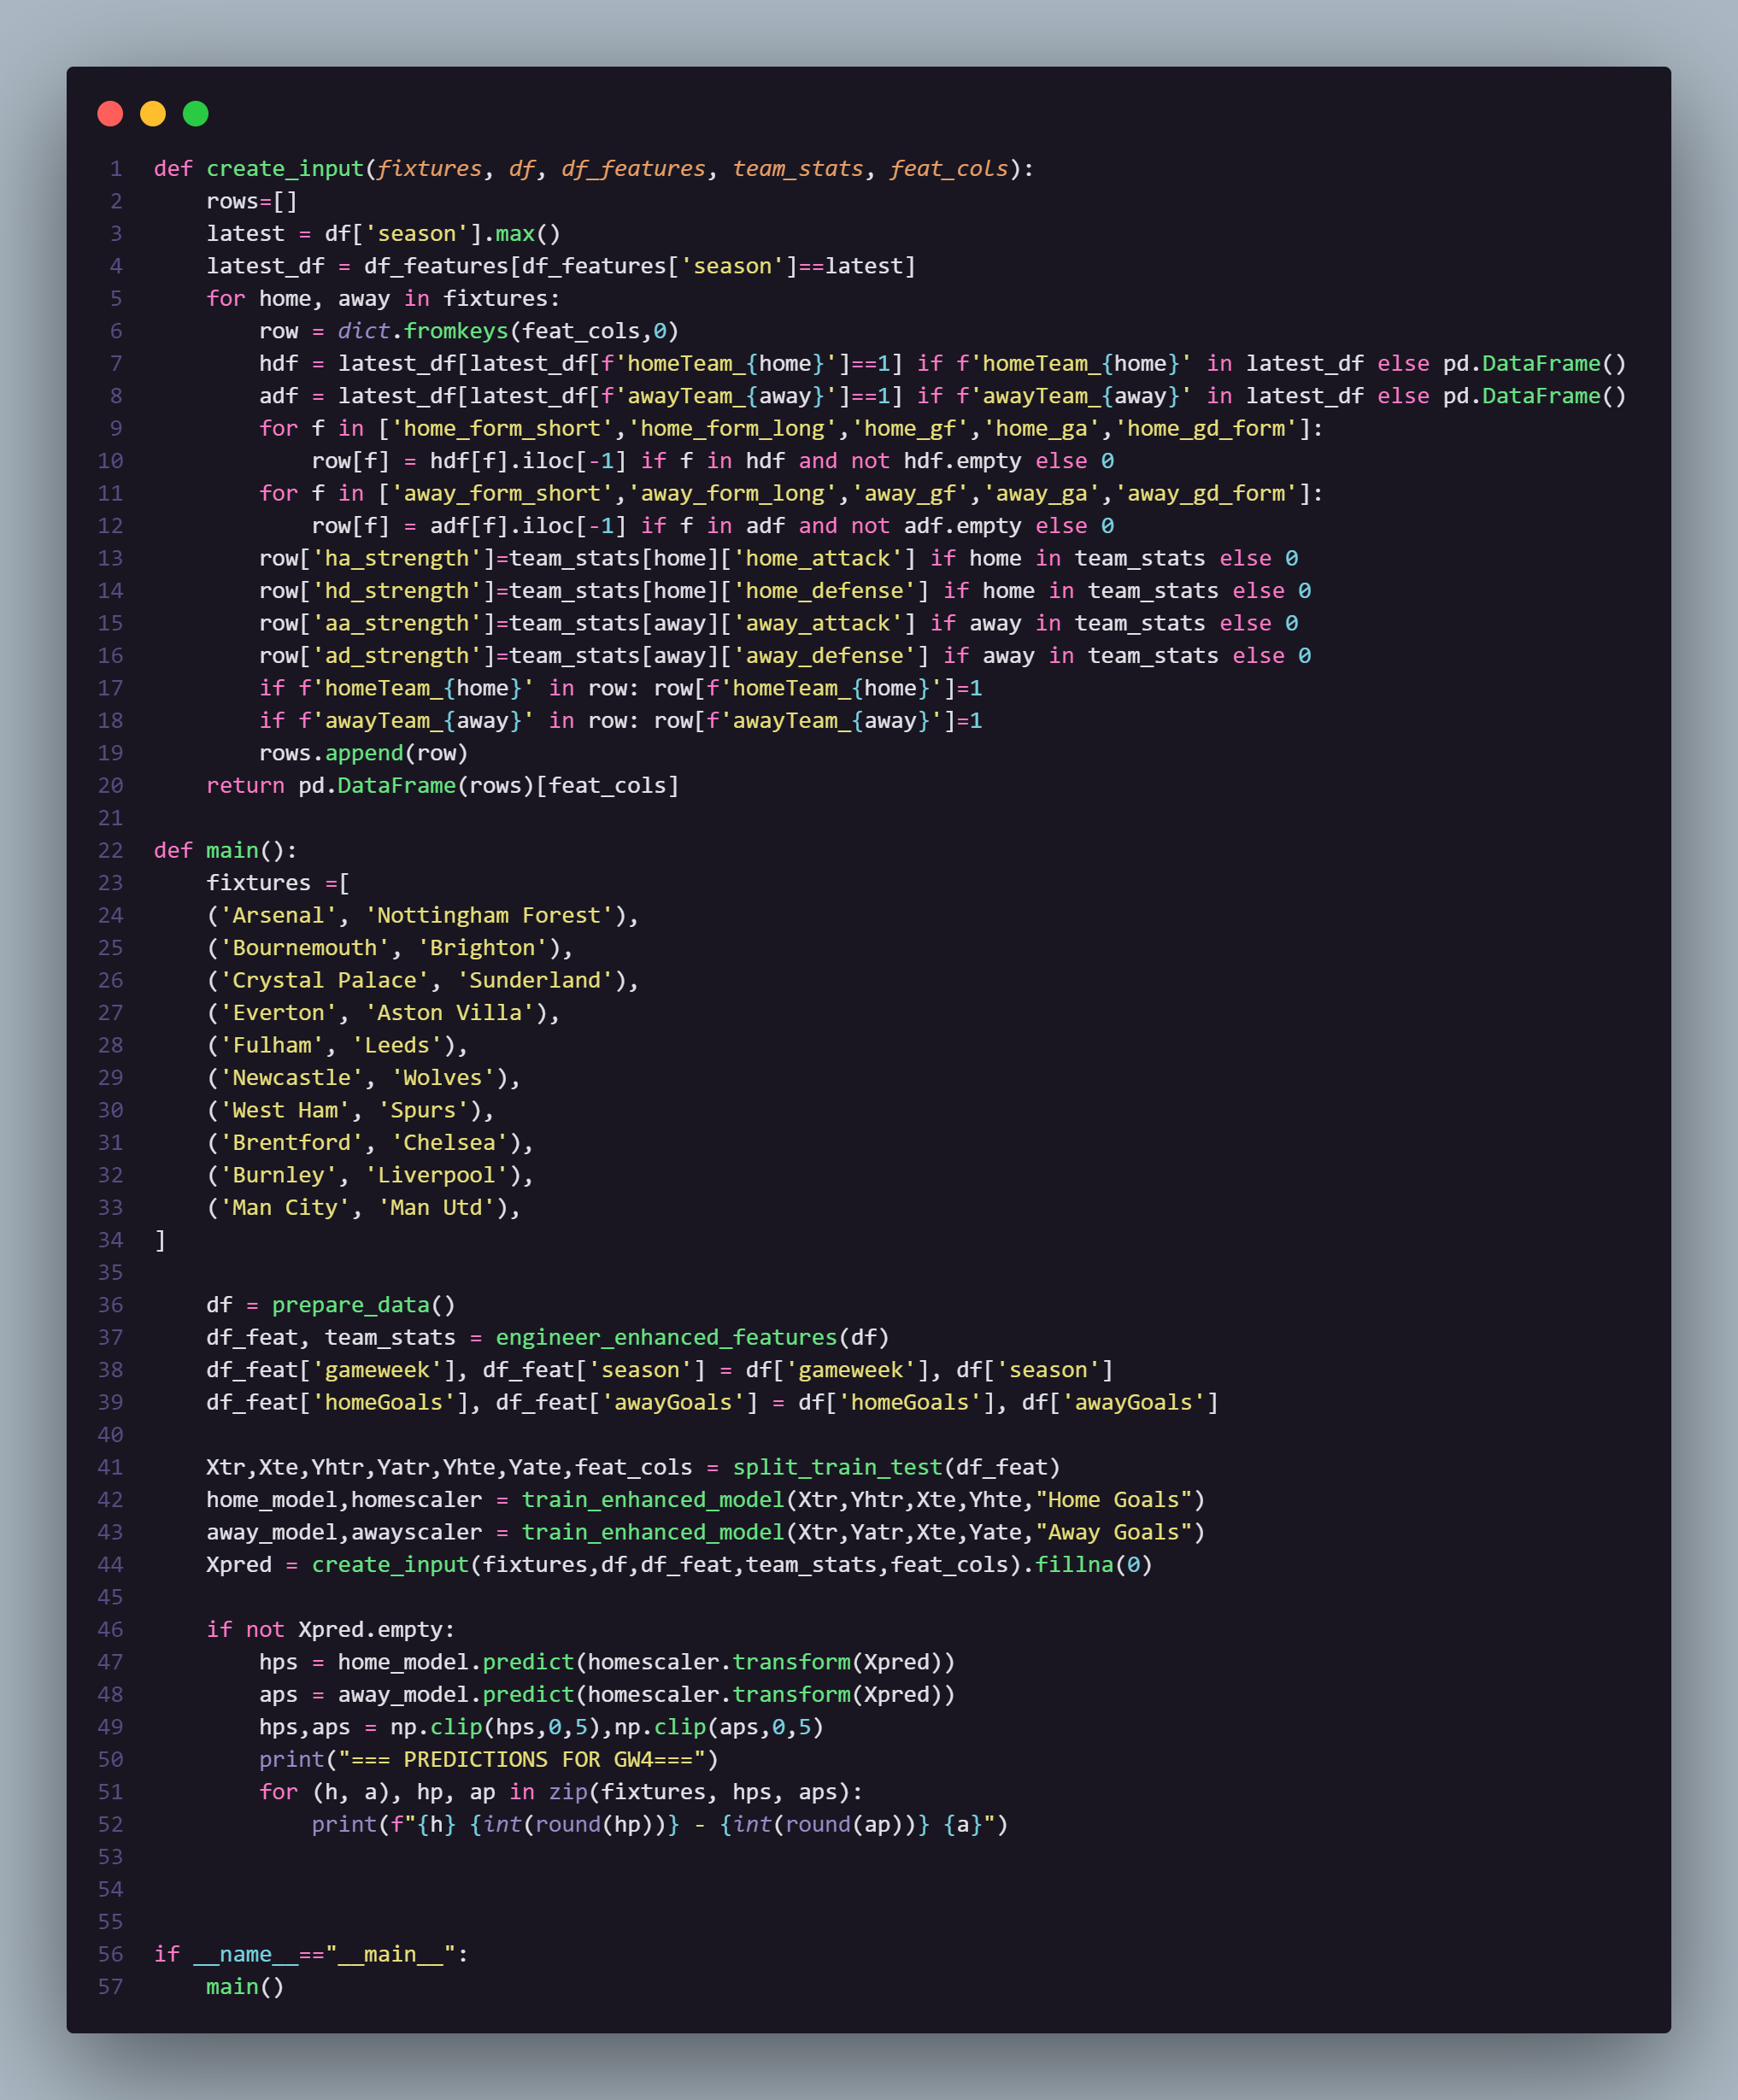 1 def create_input(fixtures, df, df_features, team_stats, feat_cols):
2     rows=[]
3     latest = df['season'].max()
4     latest_df = df_features[df_features['season']==latest]
5     for home, away in fixtures:
6         row = dict.fromkeys(feat_cols,0)
7         hdf = latest_df[latest_df[f'homeTeam_{home}']==1] if f'homeTeam_{home}' in latest_df else pd.DataFrame()
8         adf = latest_df[latest_df[f'awayTeam_{away}']==1] if f'awayTeam_{away}' in latest_df else pd.DataFrame()
9         for f in ['home_form_short','home_form_long','home_gf','home_ga','home_gd_form']:
10             row[f] = hdf[f].iloc[-1] if f in hdf and not hdf.empty else 0
11         for f in ['away_form_short','away_form_long','away_gf','away_ga','away_gd_form']:
12             row[f] = adf[f].iloc[-1] if f in adf and not adf.empty else 0
13         row['ha_strength']=team_stats[home]['home_attack'] if home in team_stats else 0
14         row['hd_strength']=team_stats[home]['home_defense'] if home in team_stats else 0
15         row['aa_strength']=team_stats[away]['away_attack'] if away in team_stats else 0
16         row['ad_strength']=team_stats[away]['away_defense'] if away in team_stats else 0
17         if f'homeTeam_{home}' in row: row[f'homeTeam_{home}']=1
18         if f'awayTeam_{away}' in row: row[f'awayTeam_{away}']=1
19         rows.append(row)
20     return pd.DataFrame(rows)[feat_cols]
21
22 def main():
23     fixtures =[
24     ('Arsenal', 'Nottingham Forest'),
25     ('Bournemouth', 'Brighton'),
26     ('Crystal Palace', 'Sunderland'),
27     ('Everton', 'Aston Villa'),
28     ('Fulham', 'Leeds'),
29     ('Newcastle', 'Wolves'),
30     ('West Ham', 'Spurs'),
31     ('Brentford', 'Chelsea'),
32     ('Burnley', 'Liverpool'),
33     ('Man City', 'Man Utd'),
34 ]
35
36     df = prepare_data()
37     df_feat, team_stats = engineer_enhanced_features(df)
38     df_feat['gameweek'], df_feat['season'] = df['gameweek'], df['season']
39     df_feat['homeGoals'], df_feat['awayGoals'] = df['homeGoals'], df['awayGoals']
40
41     Xtr,Xte,Yhtr,Yatr,Yhte,Yate,feat_cols = split_train_test(df_feat)
42     home_model,homescaler = train_enhanced_model(Xtr,Yhtr,Xte,Yhte,"Home Goals")
43     away_model,awayscaler = train_enhanced_model(Xtr,Yatr,Xte,Yate,"Away Goals")
44     Xpred = create_input(fixtures,df,df_feat,team_stats,feat_cols).fillna(0)
45
46     if not Xpred.empty:
47         hps = home_model.predict(homescaler.transform(Xpred))
48         aps = away_model.predict(homescaler.transform(Xpred))
49         hps,aps = np.clip(hps,0,5),np.clip(aps,0,5)
50         print("=== PREDICTIONS FOR GW4===")
51         for (h, a), hp, ap in zip(fixtures, hps, aps):
52             print(f"{h} {int(round(hp))} - {int(round(ap))} {a}")
53
54
55
56 if __name__=="__main__":
57     main()